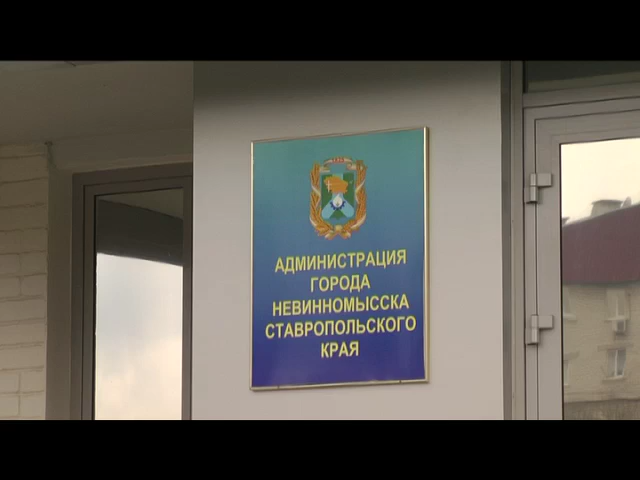 АДМИНИСТРАЦИЯ
ГОРОДА
НЕВИННОМЫССКА
СТАВРОПОЛЬСКОГО
КРАЯ